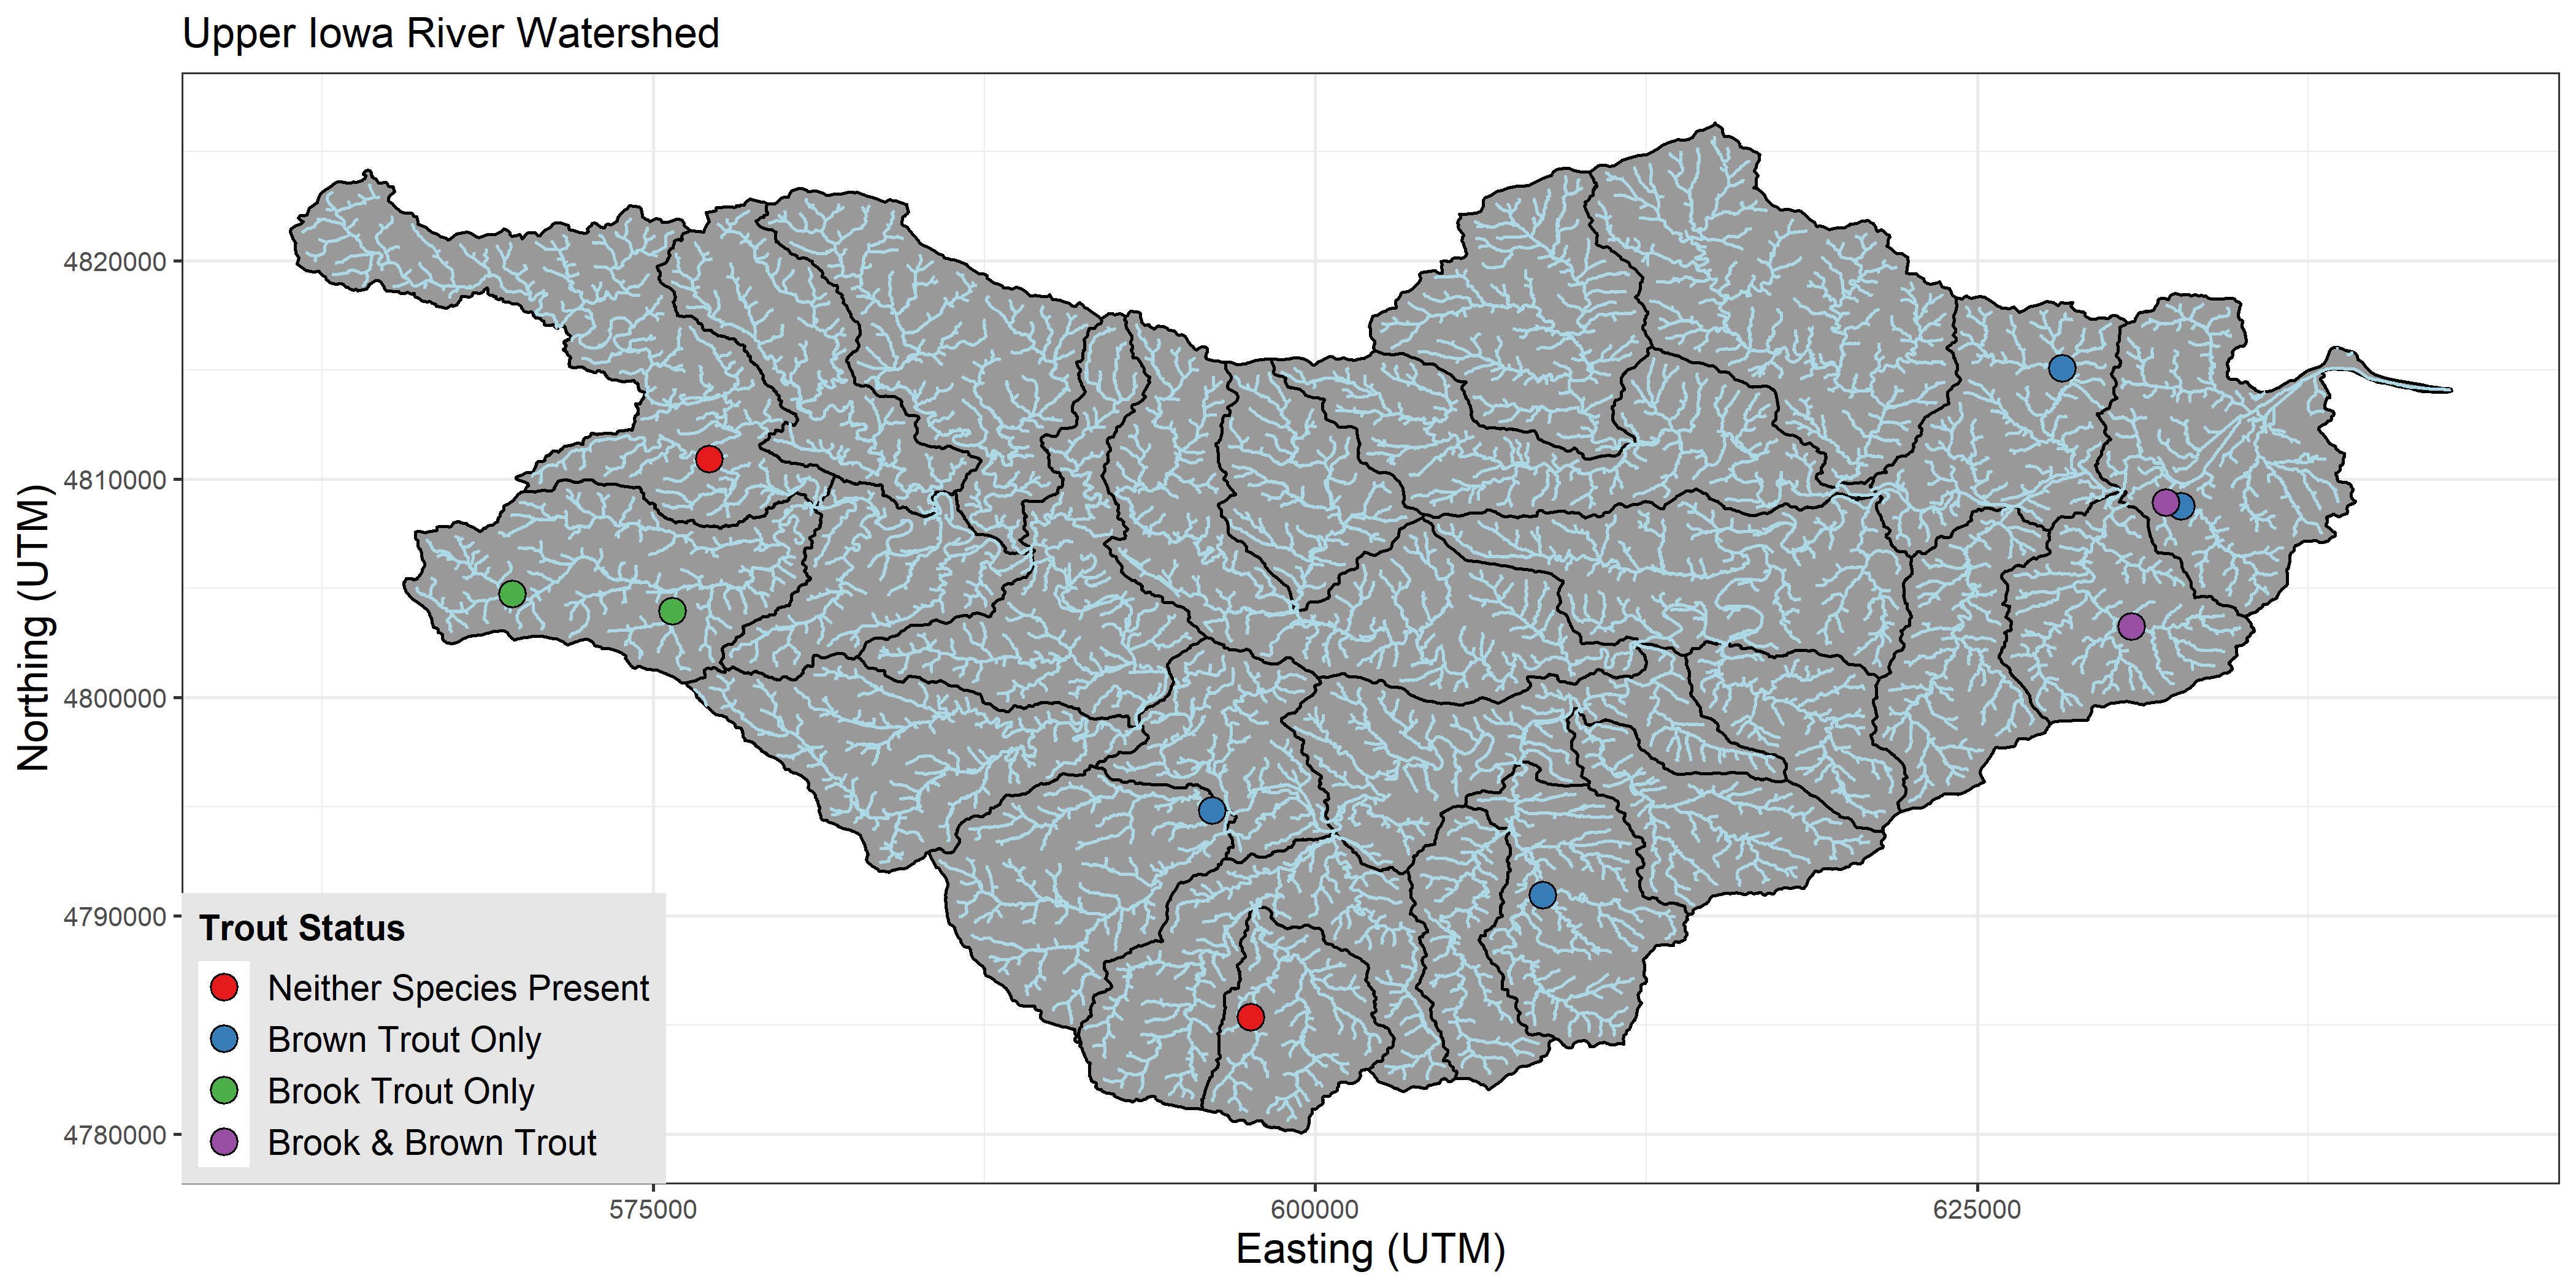 Upper Iowa River Watershed
Northing (UTM)
4820000
4810000
4800000
4790000
4780000
Trout Status
Neither Species Present
Brown Trout Only
Brook Trout Only
Brook & Brown Trout
575000
600000
625000
Easting (UTM)